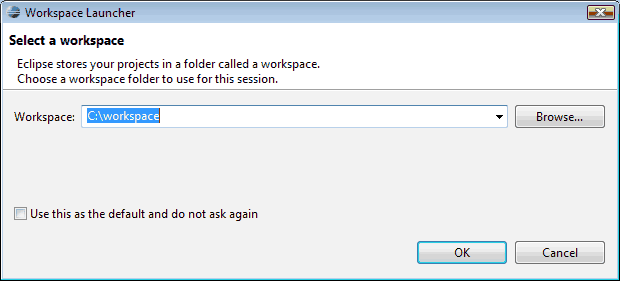 Workspace Launcher
Select a workspace
Eclipse stores your projects in a folder called a workspace.
Choose a workspace folder to use for this session.
Workspace: C:\workspace Browse...
Use this as the default and do not ask again
OK Cancel